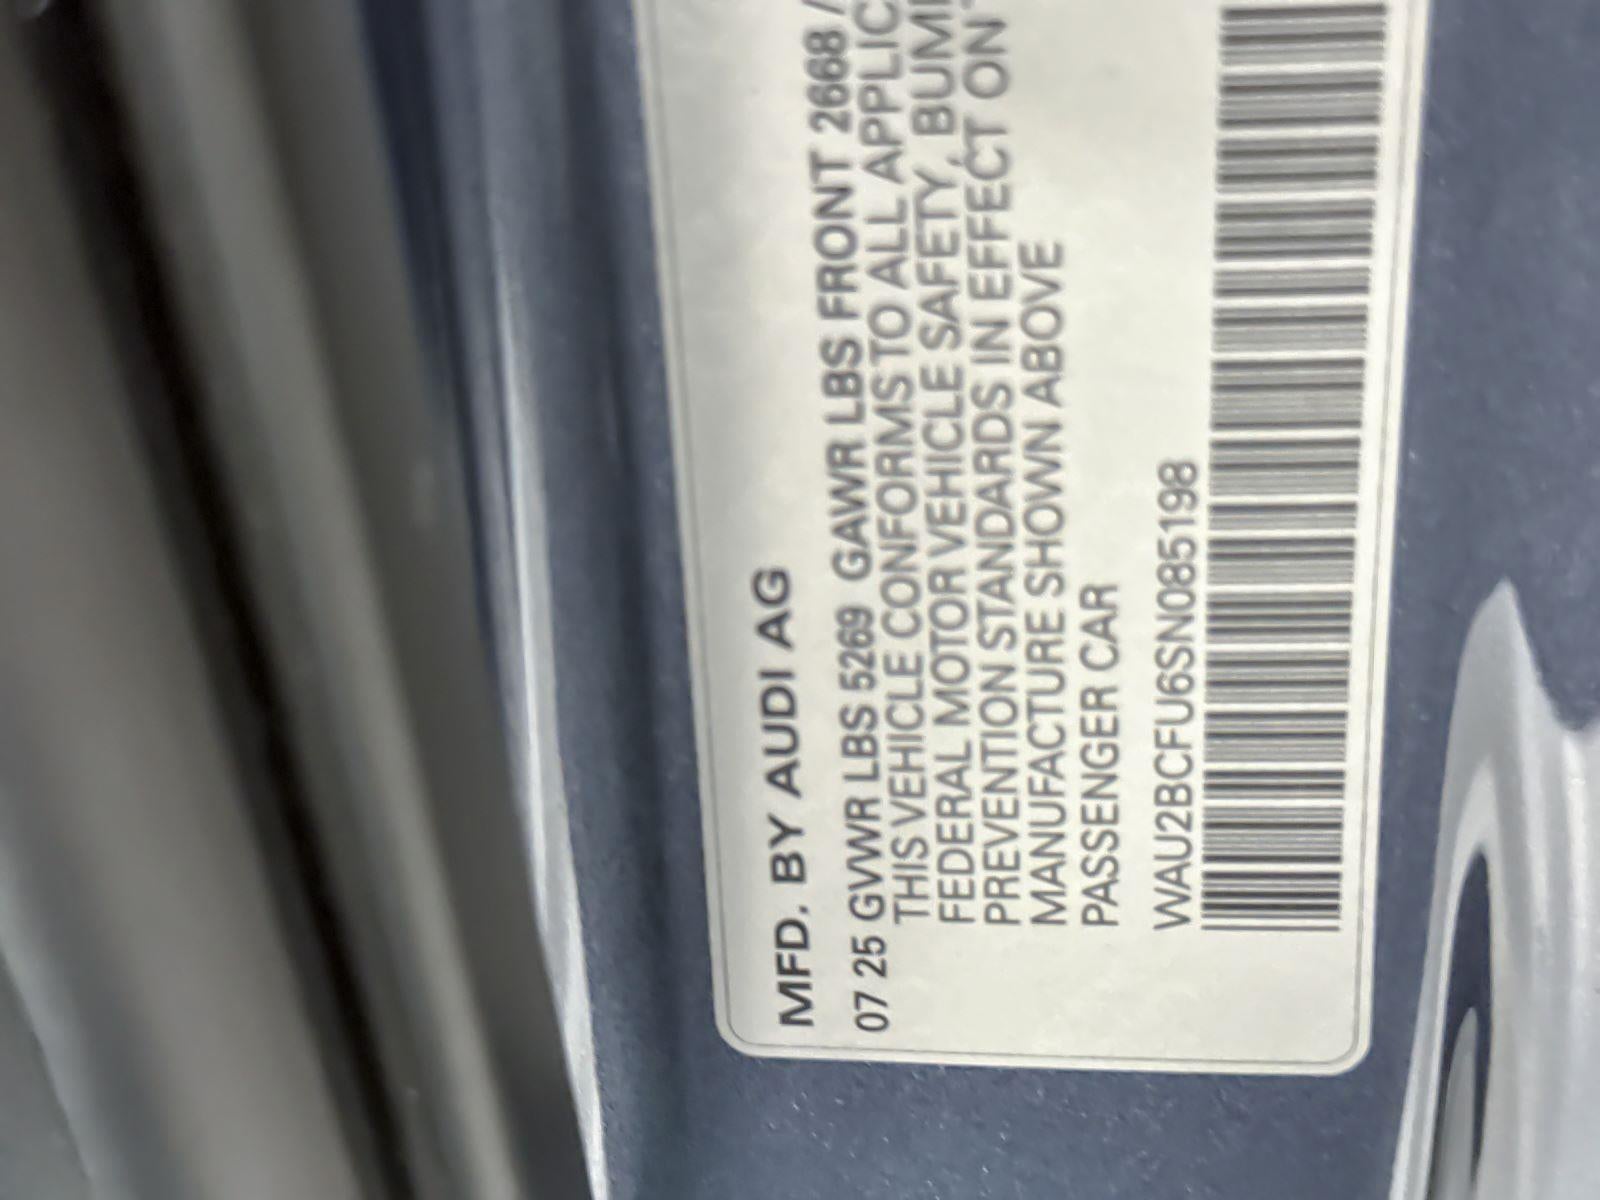 MFD. BY AUDI AG
07 25 GVWR LBS 5269 GAWR LBS FRONT 2668 /
THIS VEHICLE CONFORMS TO ALL APPLIC
FEDERAL MOTOR VEHICLE SAFETY, BUM
PREVENTION STANDARDS IN EFFECT ON
MANUFACTURE SHOWN ABOVE
PASSENGER CAR
WAU2BCFU6SN085198